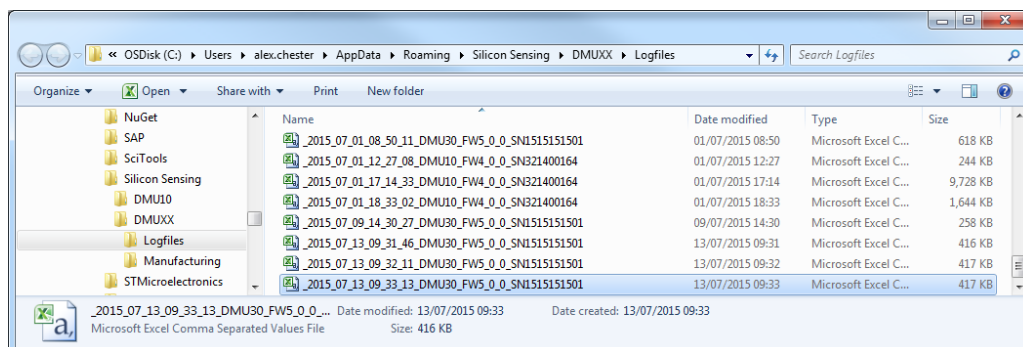 « OSDisk (C:) ▸ Users ▸ alex.chester ▸ AppData ▸ Roaming ▸ Silicon Sensing ▸ DMUXX ▸ Logfiles Search Logfiles
Organize Open Share with Print New folder
NuGet
SAP
SciTools
Silicon Sensing
DMU10
DMUXX
Logfiles
Manufacturing
STMicroelectronics
Name Date modified Type Size
_2015_07_01_08_50_11_DMU30_FW5_0_0_SN1515151501 01/07/2015 08:50 Microsoft Excel C... 618 KB
_2015_07_01_12_27_08_DMU10_FW4_0_0_SN321400164 01/07/2015 12:27 Microsoft Excel C... 244 KB
_2015_07_01_17_14_33_DMU10_FW4_0_0_SN321400164 01/07/2015 17:14 Microsoft Excel C... 9,728 KB
_2015_07_01_18_33_02_DMU10_FW4_0_0_SN321400164 01/07/2015 18:33 Microsoft Excel C... 1,644 KB
_2015_07_09_14_30_27_DMU30_FW5_0_0_SN1515151501 09/07/2015 14:30 Microsoft Excel C... 258 KB
_2015_07_13_09_31_46_DMU30_FW5_0_0_SN1515151501 13/07/2015 09:31 Microsoft Excel C... 416 KB
_2015_07_13_09_32_11_DMU30_FW5_0_0_SN1515151501 13/07/2015 09:32 Microsoft Excel C... 417 KB
_2015_07_13_09_33_13_DMU30_FW5_0_0_SN1515151501 13/07/2015 09:33 Microsoft Excel C... 417 KB
_2015_07_13_09_33_13_DMU30_FW5_0_0_... Date modified: 13/07/2015 09:33 Date created: 13/07/2015 09:33
Microsoft Excel Comma Separated Values File Size: 416 KB